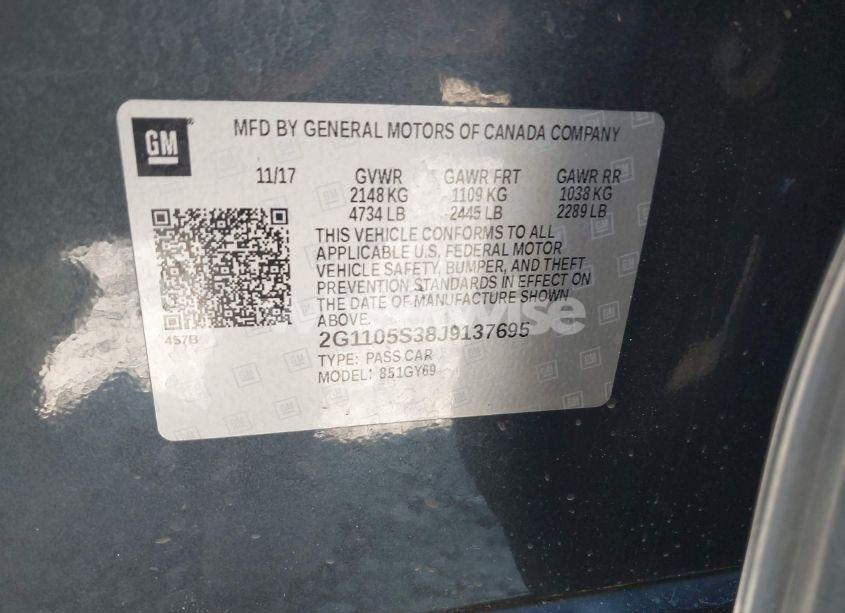 GM
MFD BY GENERAL MOTORS OF CANADA COMPANY
11/17 GVWR GAWR FRT GAWR RR
2148 KG 1109 KG 1038 KG
4734 LB 2445 LB 2289 LB
THIS VEHICLE CONFORMS TO ALL
APPLICABLE U.S. FEDERAL MOTOR
VEHICLE SAFETY, BUMPER, AND THEFT
PREVENTION STANDARDS IN EFFECT ON
THE DATE OF MANUFACTURE SHOWN
ABOVE.
457B
2G1105S38J9137695
TYPE: PASS CAR
MODEL: 851GY69